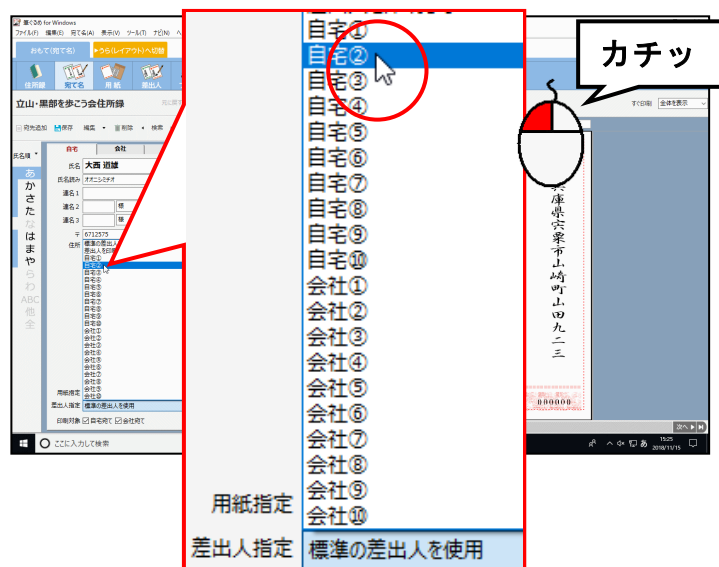 筆ぐるめ for Windows
ファイル(F) 編集(E) 宛て名(A) 表示(V) ツール(T) ナビ(N)
おもて(宛て名)
うら(レイアウト)へ切替
住所録
宛て名
用紙
差出人
立山・黒部を歩こう会住所録
すぐ印刷 全体を表示
宛先追加 保存 編集 削除 検索
氏名順
自宅 会社
氏名 大西 道雄
氏名読み オオニシミチオ
連名1
連名2 様
連名3 様
〒 6712575
住所
標準の差出人
差出人を印刷
自宅①
自宅②
自宅③
自宅④
自宅⑤
自宅⑥
自宅⑦
自宅⑧
自宅⑨
自宅⑩
会社①
会社②
会社③
会社④
会社⑤
会社⑥
会社⑦
会社⑧
会社⑨
会社⑩
用紙指定
差出人指定 標準の差出人を使用
印刷対象 自宅宛て 会社宛て
あ
か
さ
た
な
は
ま
や
ら
わ
ABC
他
全
自宅①
自宅②
自宅③
自宅④
自宅⑤
自宅⑥
自宅⑦
自宅⑧
自宅⑨
自宅⑩
会社①
会社②
会社③
会社④
会社⑤
会社⑥
会社⑦
会社⑧
会社⑨
会社⑩
用紙指定
差出人指定 標準の差出人を使用
カチッ
兵庫県宍粟市山崎町山田九二三
000000
次へ
ここに入力して検索
あ
15:25
2018/11/15